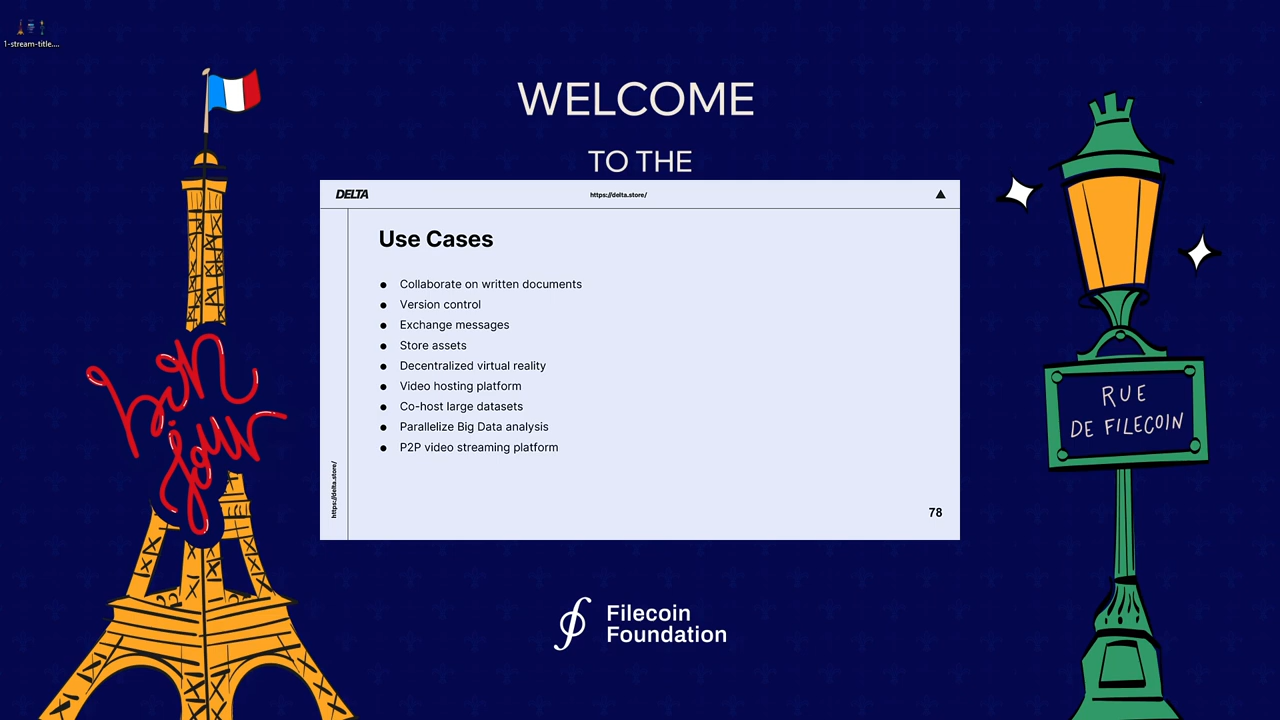 1-stream-title....
WELCOME
TO THE
DELTA
https://delta.store/
Use Cases
● Collaborate on written documents
● Version control
● Exchange messages
● Store assets
● Decentralized virtual reality
● Video hosting platform
● Co-host large datasets
● Parallelize Big Data analysis
● P2P video streaming platform
https://delta.store/
78
bon
jour
RUE
DE FILECOIN
Filecoin
Foundation